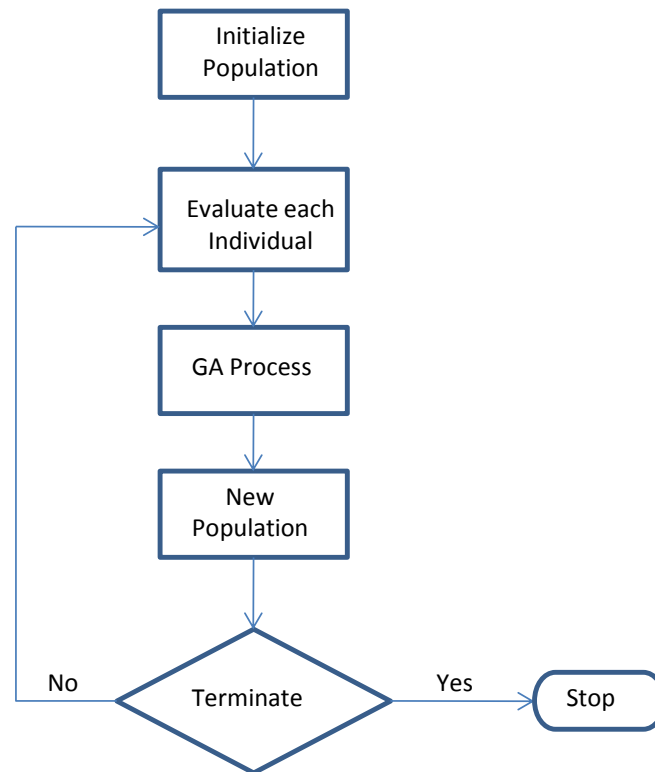 Initialize
Population
Evaluate each
Individual
GA Process
New
Population
No
Terminate
Yes
Stop